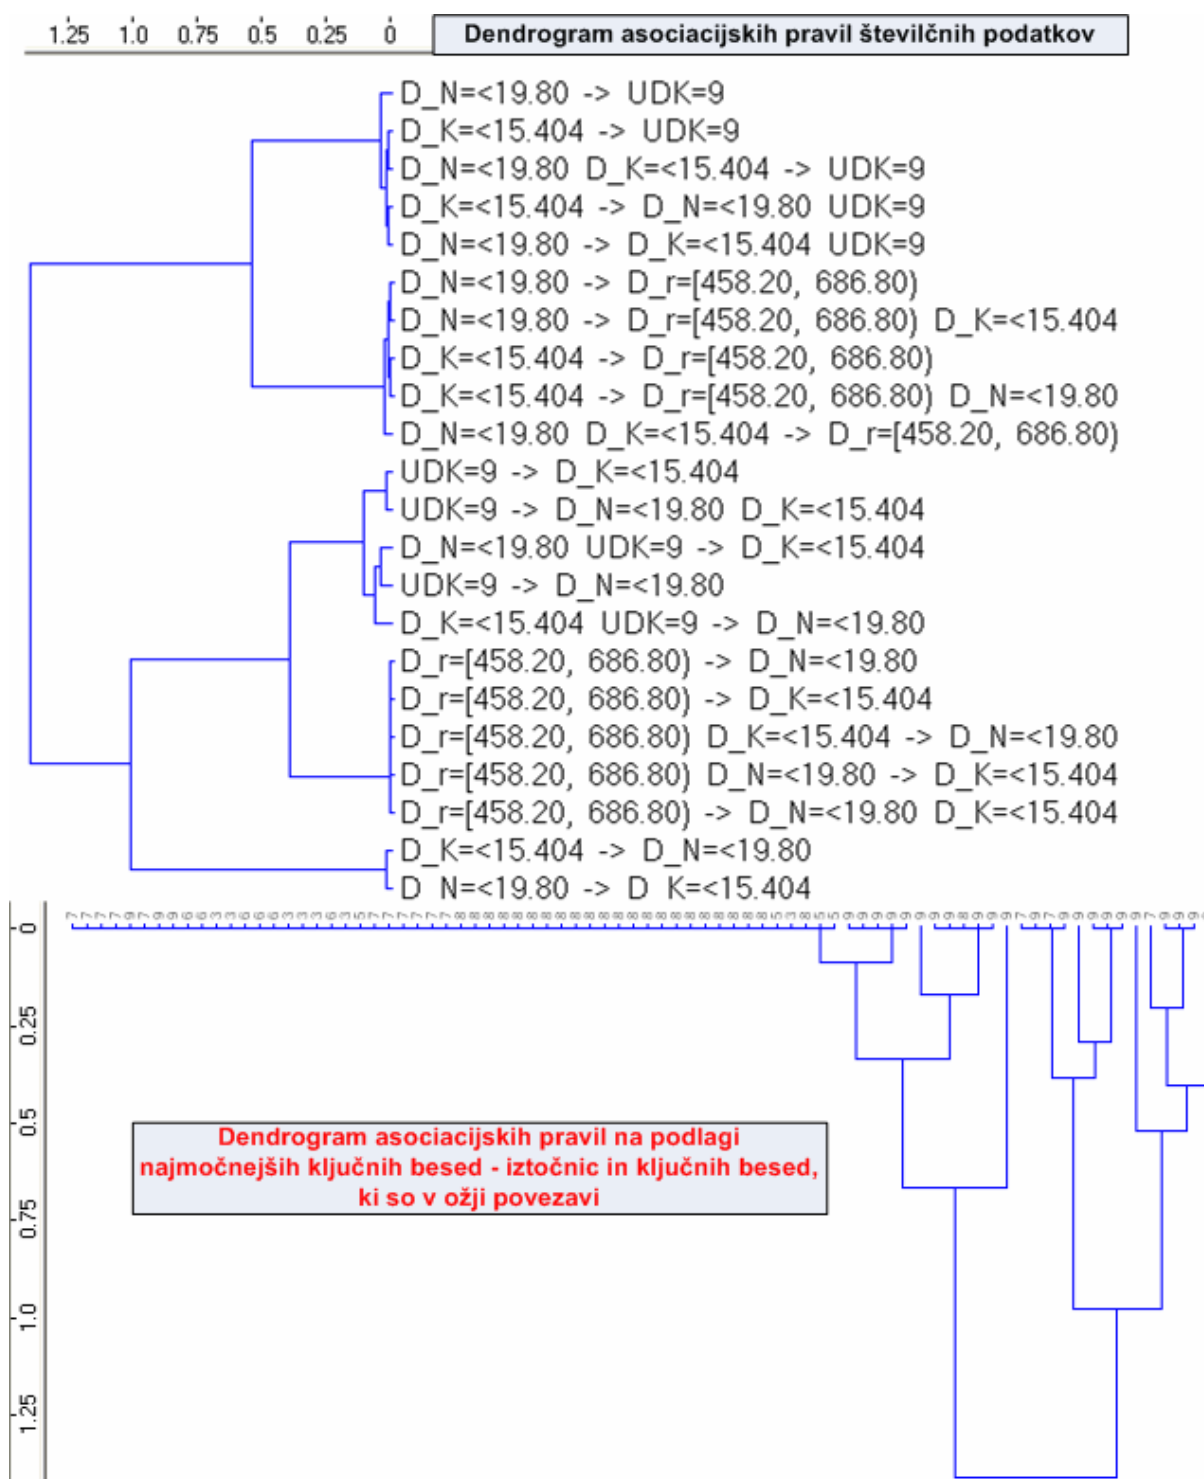 1.25 1.0 0.75 0.5 0.25 0
Dendrogram asociacijskih pravil številčnih podatkov
D_N=<19.80 -> UDK=9
D_K=<15.404 -> UDK=9
D_N=<19.80 D_K=<15.404 -> UDK=9
D_K=<15.404 -> D_N=<19.80 UDK=9
D_N=<19.80 -> D_K=<15.404 UDK=9
D_N=<19.80 -> D_r=[458.20, 686.80)
D_N=<19.80 -> D_r=[458.20, 686.80) D_K=<15.404
D_K=<15.404 -> D_r=[458.20, 686.80)
D_K=<15.404 -> D_r=[458.20, 686.80) D_N=<19.80
D_N=<19.80 D_K=<15.404 -> D_r=[458.20, 686.80)
UDK=9 -> D_K=<15.404
UDK=9 -> D_N=<19.80 D_K=<15.404
D_N=<19.80 UDK=9 -> D_K=<15.404
UDK=9 -> D_N=<19.80
D_K=<15.404 UDK=9 -> D_N=<19.80
D_r=[458.20, 686.80) -> D_N=<19.80
D_r=[458.20, 686.80) -> D_K=<15.404
D_r=[458.20, 686.80) D_K=<15.404 -> D_N=<19.80
D_r=[458.20, 686.80) D_N=<19.80 -> D_K=<15.404
D_r=[458.20, 686.80) -> D_N=<19.80 D_K=<15.404
D_K=<15.404 -> D_N=<19.80
D_N=<19.80 -> D K=<15.404
0
0.25
0.5
0.75
1.0
1.25
Dendrogram asociacijskih pravil na podlagi
najmočnejših ključnih besed - iztočnic in ključnih besed,
ki so v ožji povezavi